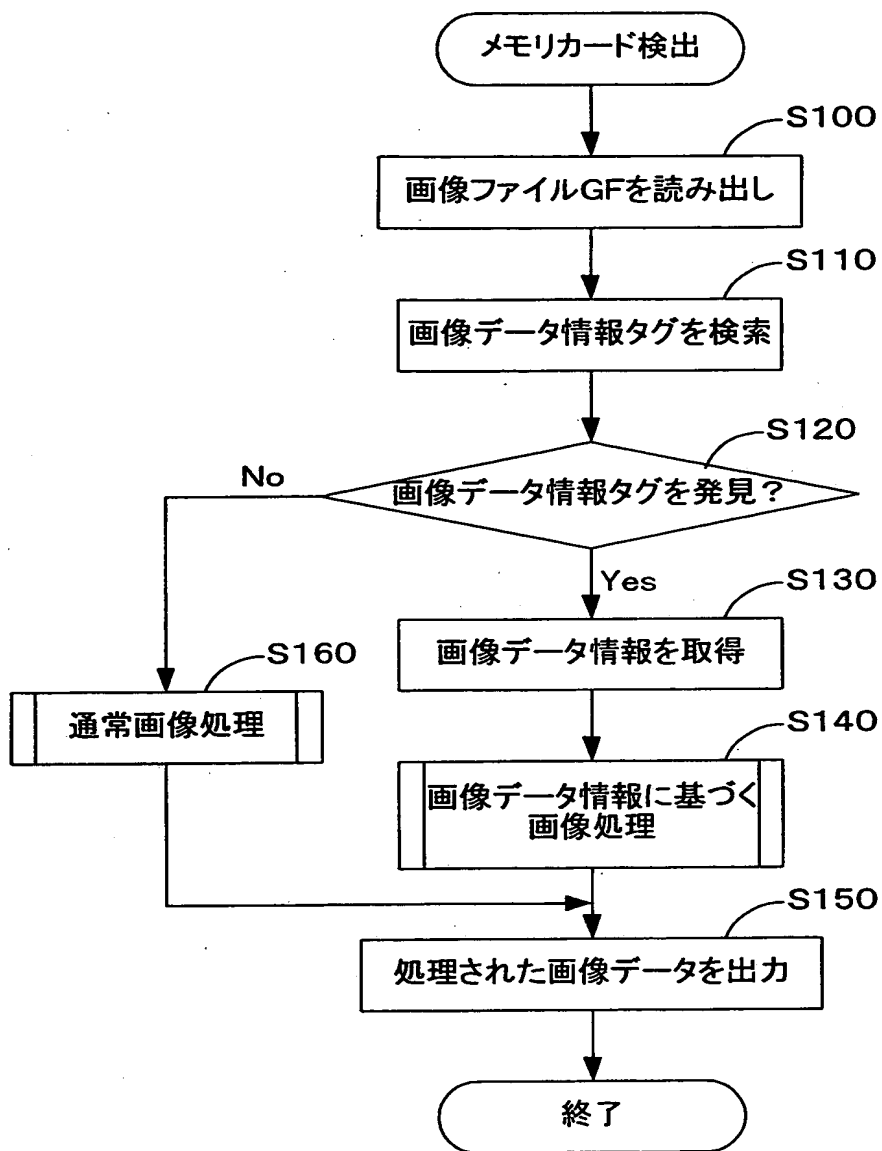 メモリカード検出
S100
画像ファイルGFを読み出し
S110
画像データ情報タグを検索
S120
画像データ情報タグを発見?
No
Yes
S130
画像データ情報を取得
S160
通常画像処理
S140
画像データ情報に基づく
画像処理
S150
処理された画像データを出力
終了